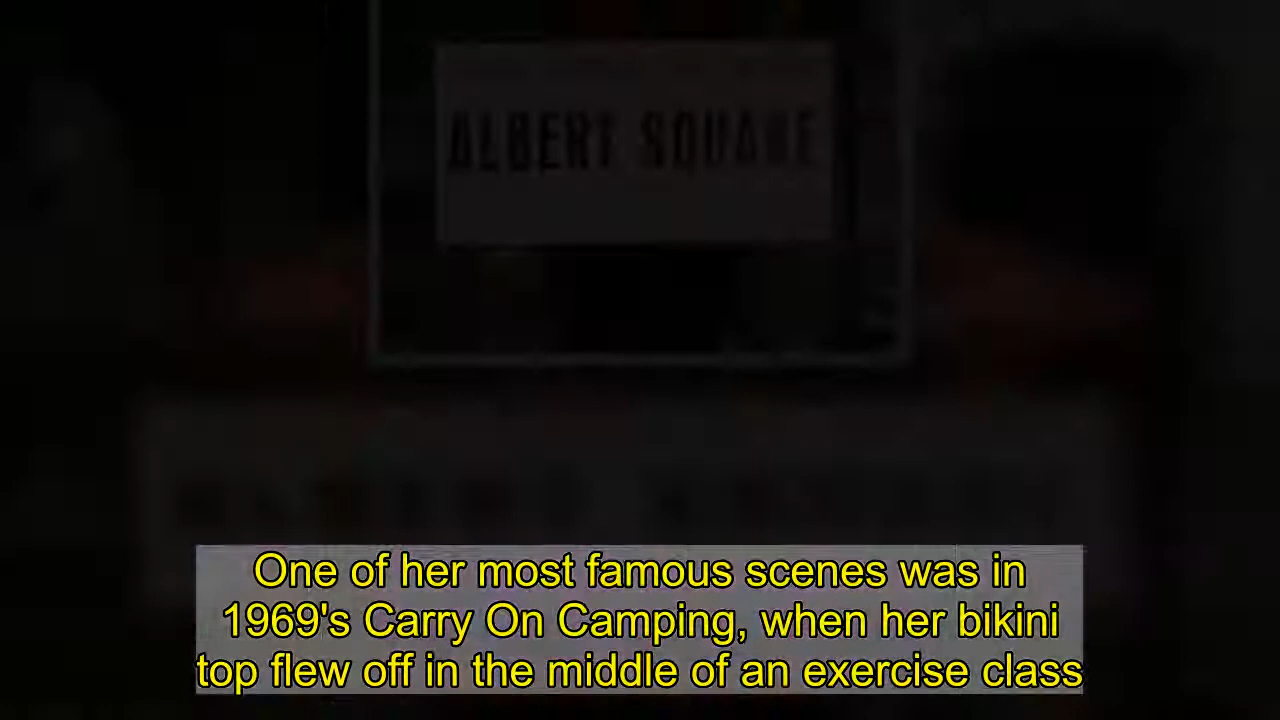 ALBERT SQUARE
One of her most famous scenes was in
1969's Carry On Camping, when her bikini
top flew off in the middle of an exercise class